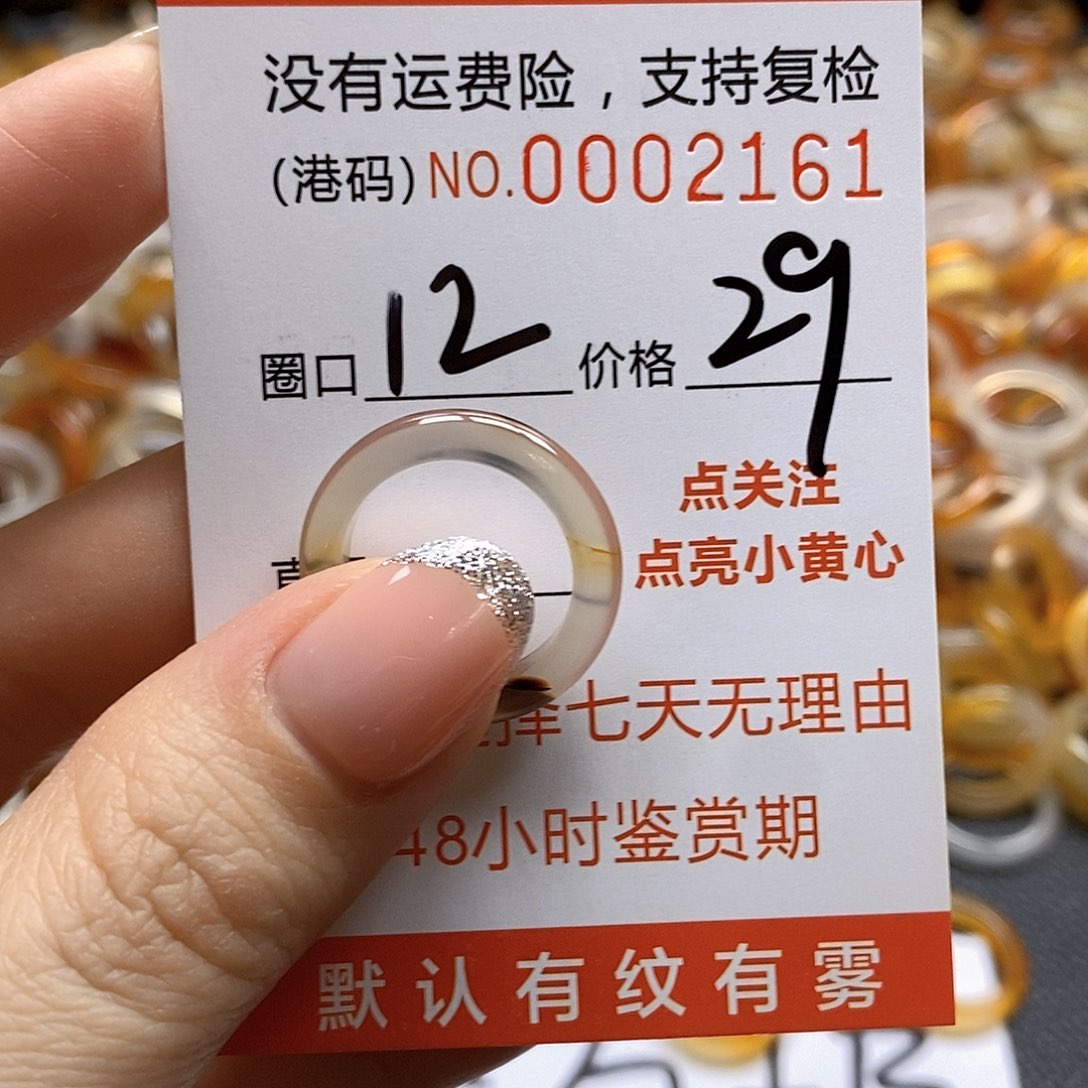 没有运费险，支持复检
(港码) NO.0002161
圈口 12 价格 29
点关注
点亮小黄心
择七天无理由
48小时鉴赏期
默认有纹有雾